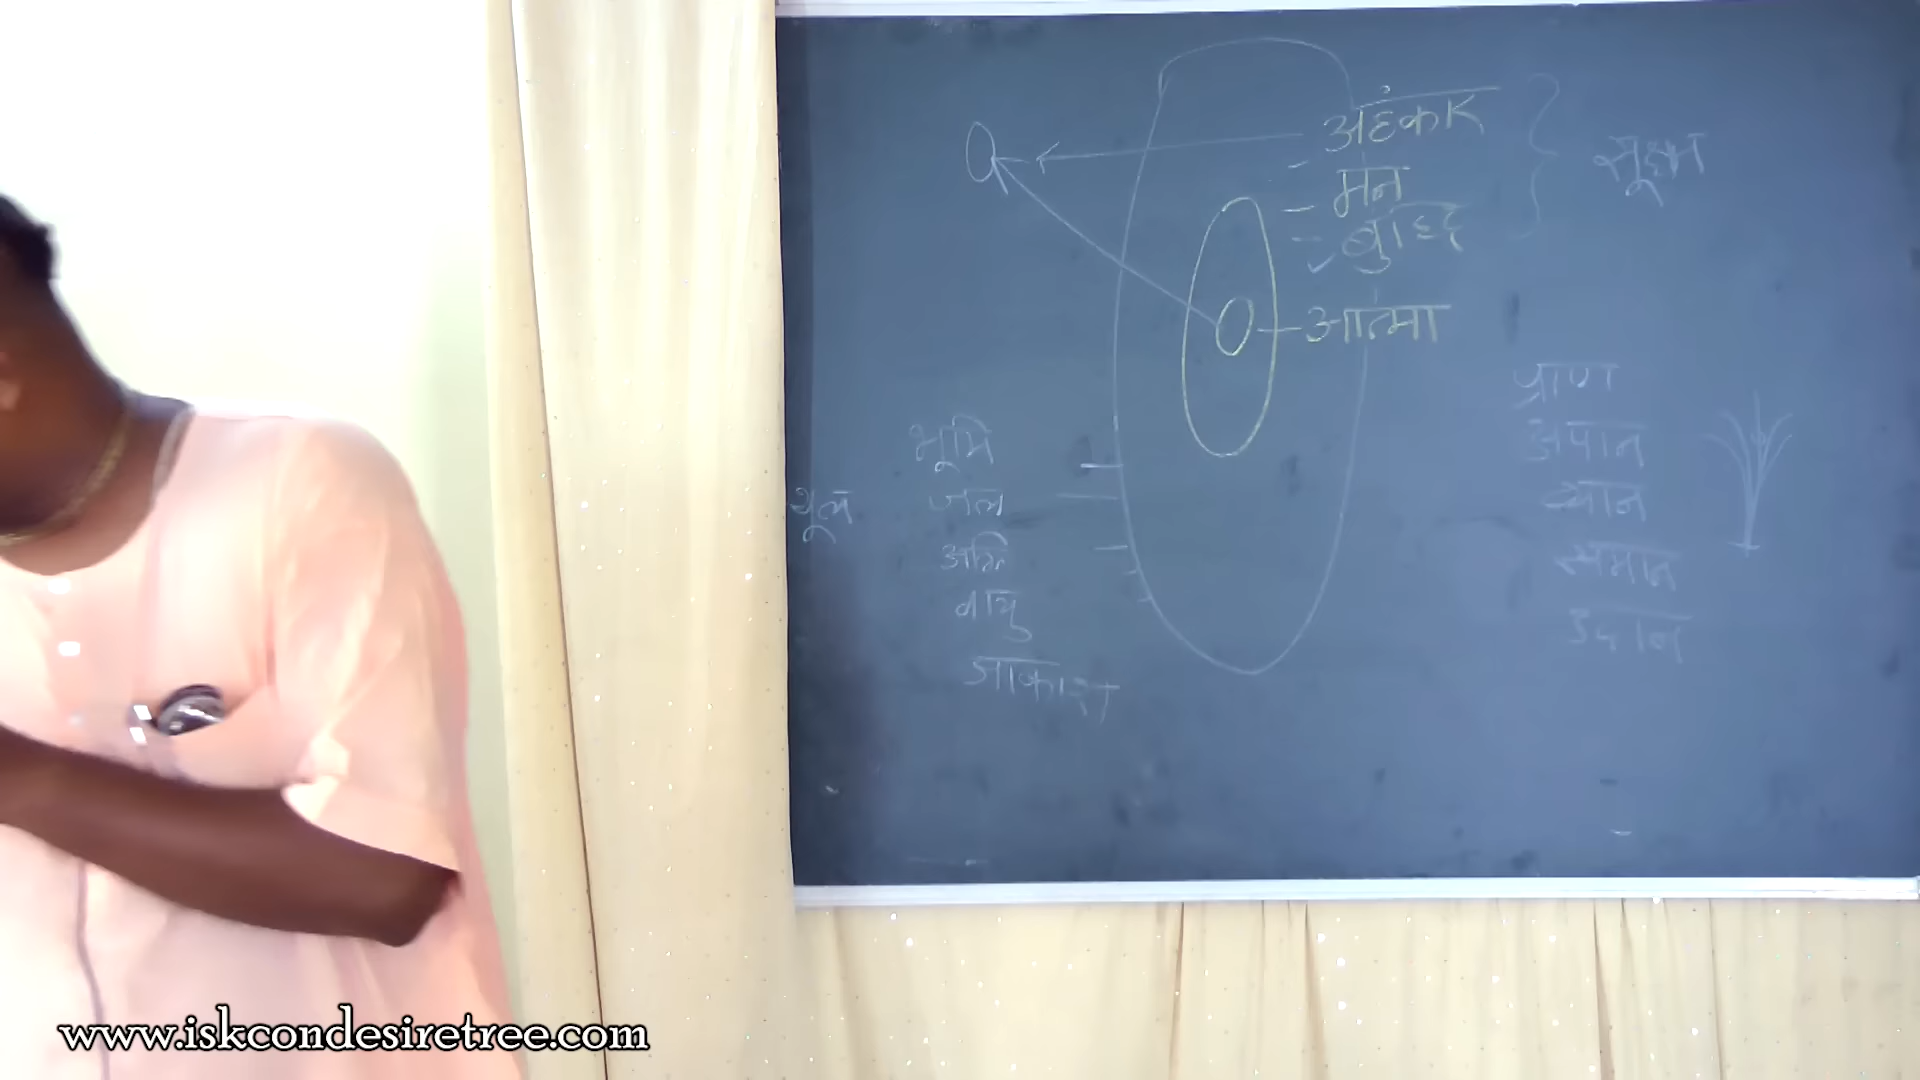 अहंकार
मन
सूक्ष्म
बुद्धि
आत्मा
प्राण
भूमि
अपान
स्थूल
जल
व्यान
अग्नि
समान
वायु
उदान
आकाश
www.iskcondesiretree.com